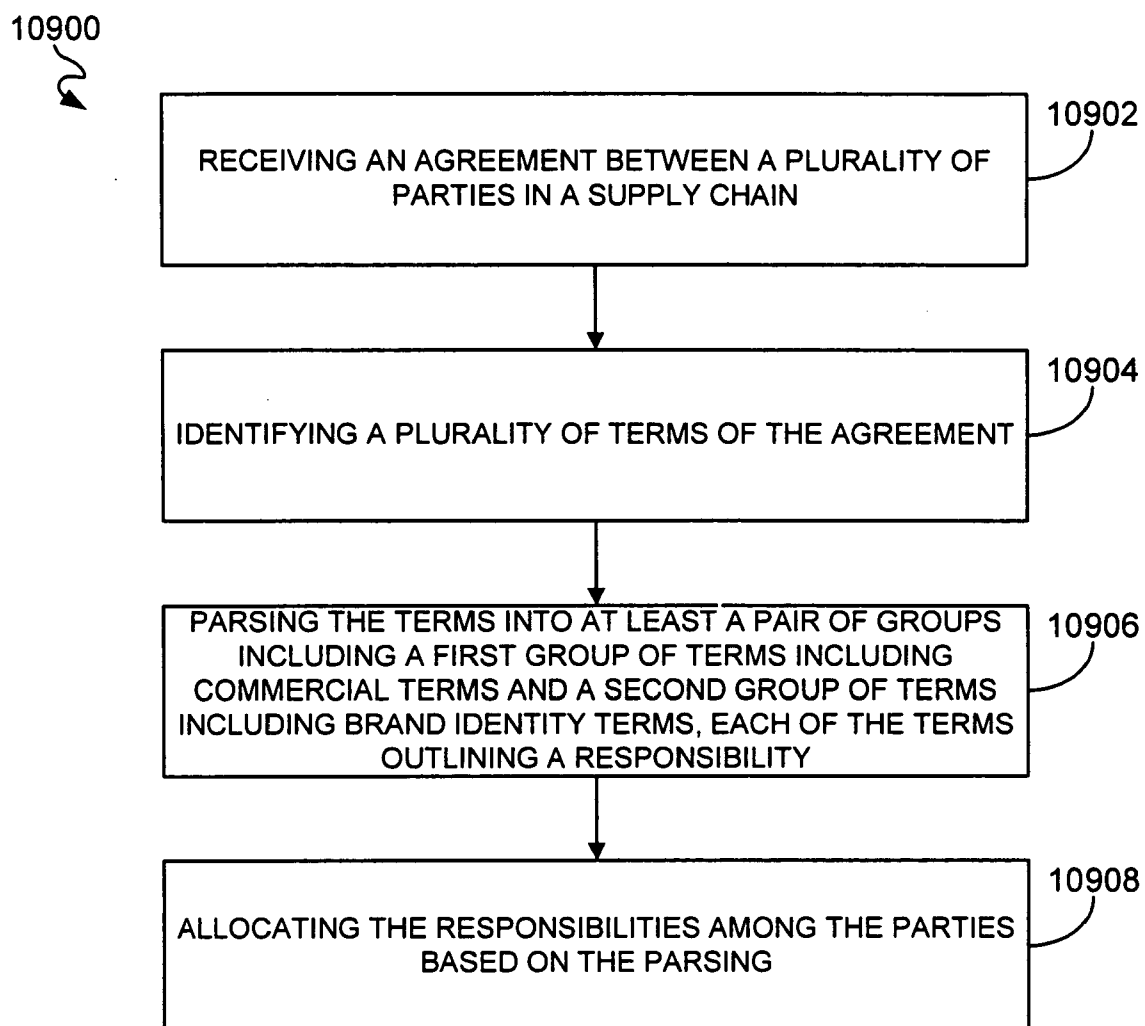 10900
10902
RECEIVING AN AGREEMENT BETWEEN A PLURALITY OF
PARTIES IN A SUPPLY CHAIN
10904
IDENTIFYING A PLURALITY OF TERMS OF THE AGREEMENT
10906
PARSING THE TERMS INTO AT LEAST A PAIR OF GROUPS
INCLUDING A FIRST GROUP OF TERMS INCLUDING
COMMERCIAL TERMS AND A SECOND GROUP OF TERMS
INCLUDING BRAND IDENTITY TERMS, EACH OF THE TERMS
OUTLINING A RESPONSIBILITY
10908
ALLOCATING THE RESPONSIBILITIES AMONG THE PARTIES
BASED ON THE PARSING